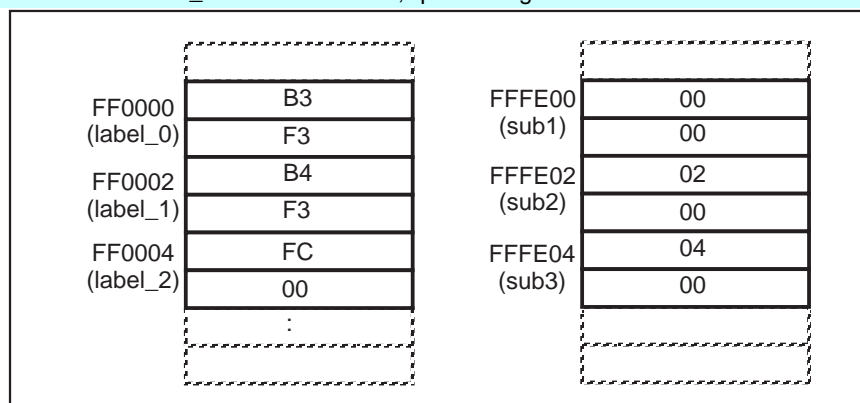 FF0000
(label_0)
B3
F3
FF0002
(label_1)
B4
F3
FF0004
(label_2)
FC
00
:
FFFE00
(sub1)
00
00
FFFE02
(sub2)
02
00
FFFE04
(sub3)
04
00